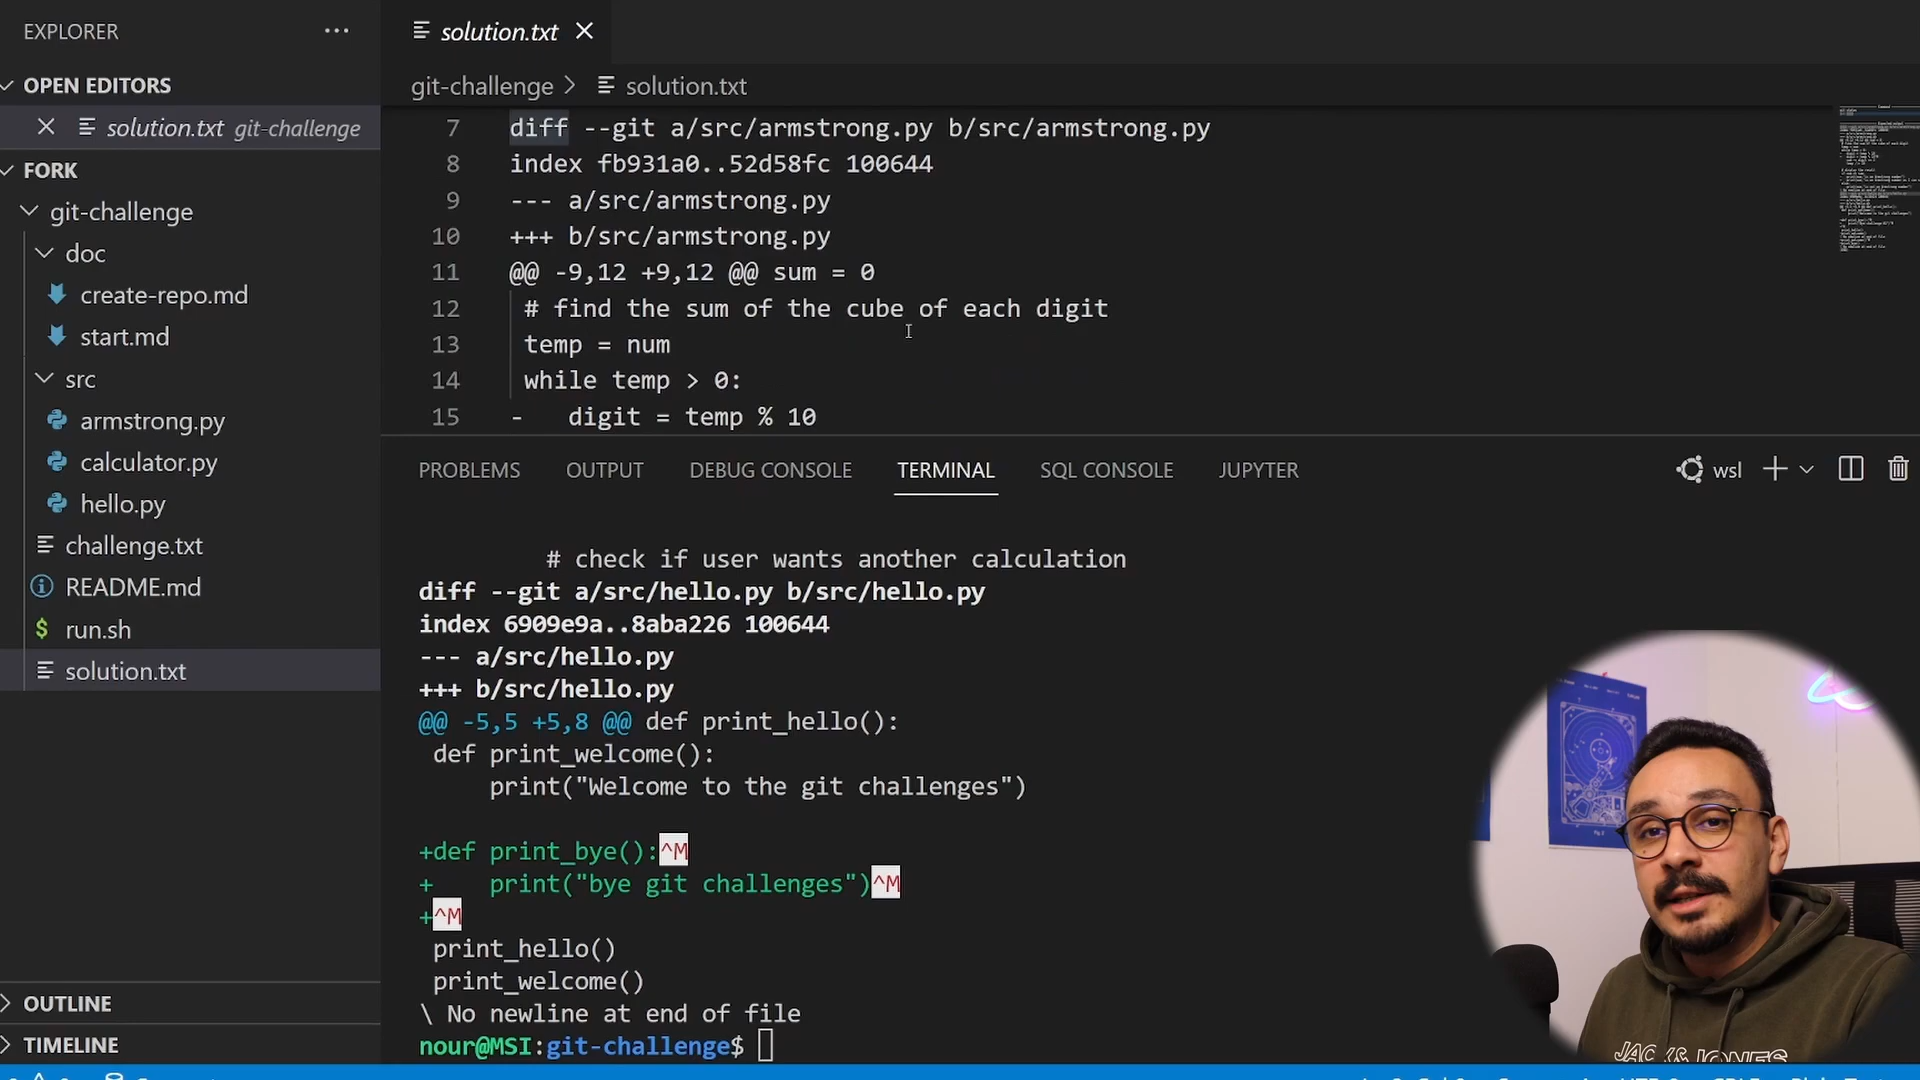 EXPLORER
OPEN EDITORS
solution.txt git-challenge
FORK
git-challenge
doc
create-repo.md
start.md
src
armstrong.py
calculator.py
hello.py
challenge.txt
README.md
run.sh
solution.txt
OUTLINE
TIMELINE
solution.txt
git-challenge > solution.txt
7 diff --git a/src/armstrong.py b/src/armstrong.py
8 index fb931a0..52d58fc 100644
9 --- a/src/armstrong.py
10 +++ b/src/armstrong.py
11 @@ -9,12 +9,12 @@ sum = 0
12 # find the sum of the cube of each digit
13 temp = num
14 while temp > 0:
15 - digit = temp % 10
PROBLEMS OUTPUT DEBUG CONSOLE TERMINAL SQL CONSOLE JUPYTER
wsl
# check if user wants another calculation
diff --git a/src/hello.py b/src/hello.py
index 6909e9a..8aba226 100644
--- a/src/hello.py
+++ b/src/hello.py
@@ -5,5 +5,8 @@ def print_hello():
def print_welcome():
print("Welcome to the git challenges")
+def print_bye():^M
+ print("bye git challenges")^M
+^M
print_hello()
print_welcome()
\ No newline at end of file
nour@MSI:git-challenge$
JACK & JONES